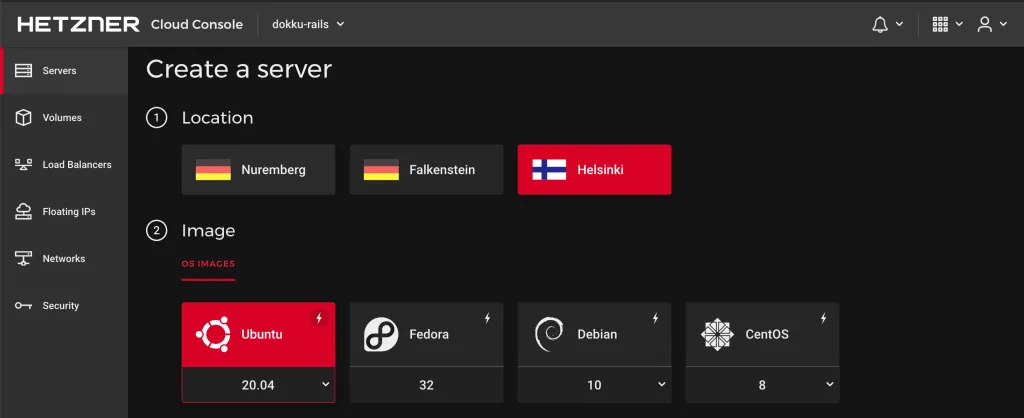 HETZNER Cloud Console dokku-rails
Servers
Volumes
Load Balancers
Floating IPs
Networks
Security
Create a server
1 Location
Nuremberg Falkenstein Helsinki
2 Image
OS IMAGES
Ubuntu Fedora Debian CentOS
20.04 32 10 8